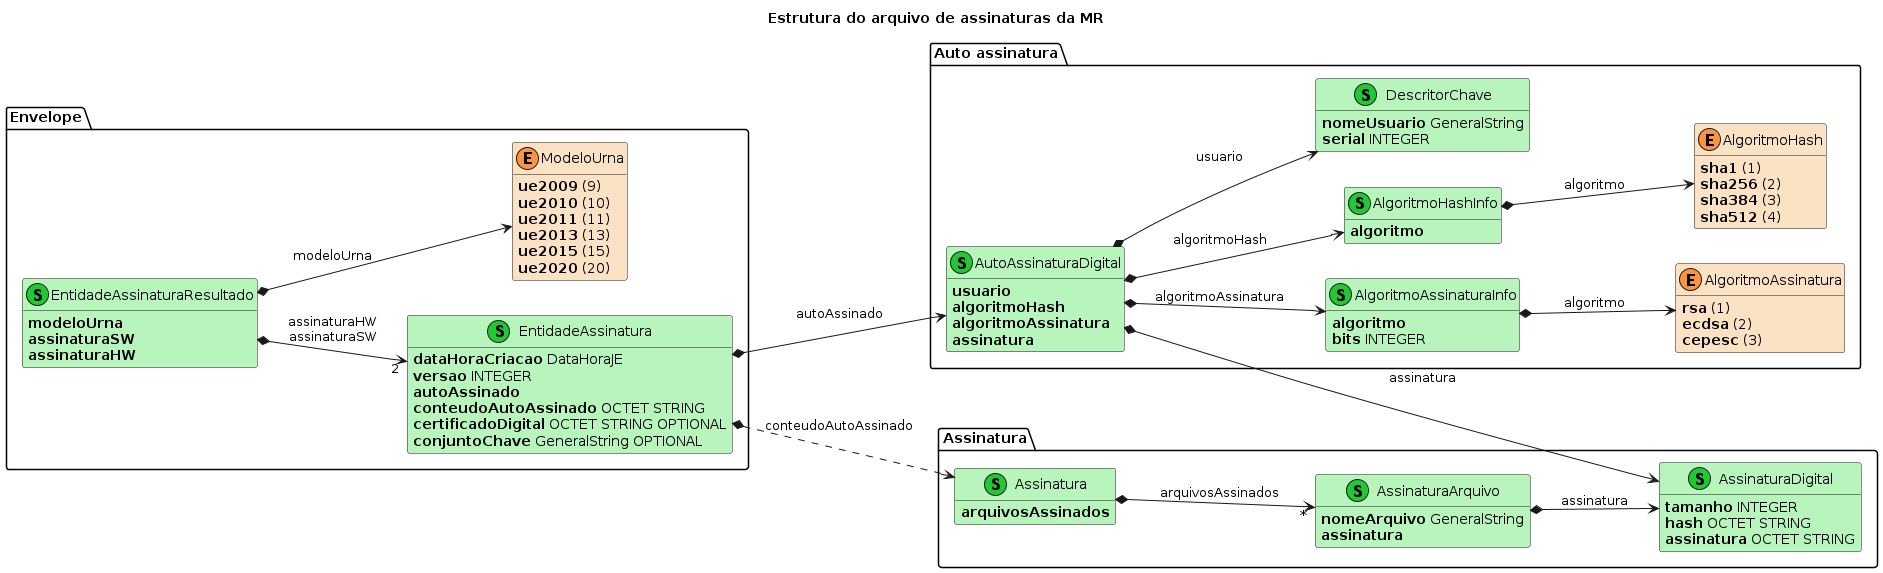 Estrutura do arquivo de assinaturas da MR
Envelope
S EntidadeAssinaturaResultado
modeloUrna
assinaturaSW
assinaturaHW
modeloUrna
E ModeloUrna
ue2009 (9)
ue2010 (10)
ue2011 (11)
ue2013 (13)
ue2015 (15)
ue2020 (20)
assinaturaHW
assinaturaSW
2
S EntidadeAssinatura
dataHoraCriacao DataHoraJE
versao INTEGER
autoAssinado
conteudoAutoAssinado OCTET STRING
certificadoDigital OCTET STRING OPTIONAL
conjuntoChave GeneralString OPTIONAL
autoAssinado
conteudoAutoAssinado
Auto assinatura
S AutoAssinaturaDigital
usuario
algoritmoHash
algoritmoAssinatura
assinatura
usuario
S DescritorChave
nomeUsuario GeneralString
serial INTEGER
algoritmoHash
S AlgoritmoHashInfo
algoritmo
algoritmo
E AlgoritmoHash
sha1 (1)
sha256 (2)
sha384 (3)
sha512 (4)
algoritmoAssinatura
S AlgoritmoAssinaturaInfo
algoritmo
bits INTEGER
algoritmo
E AlgoritmoAssinatura
rsa (1)
ecdsa (2)
cepesc (3)
assinatura
Assinatura
S Assinatura
arquivosAssinados
arquivosAssinados
*
S AssinaturaArquivo
nomeArquivo GeneralString
assinatura
assinatura
S AssinaturaDigital
tamanho INTEGER
hash OCTET STRING
assinatura OCTET STRING